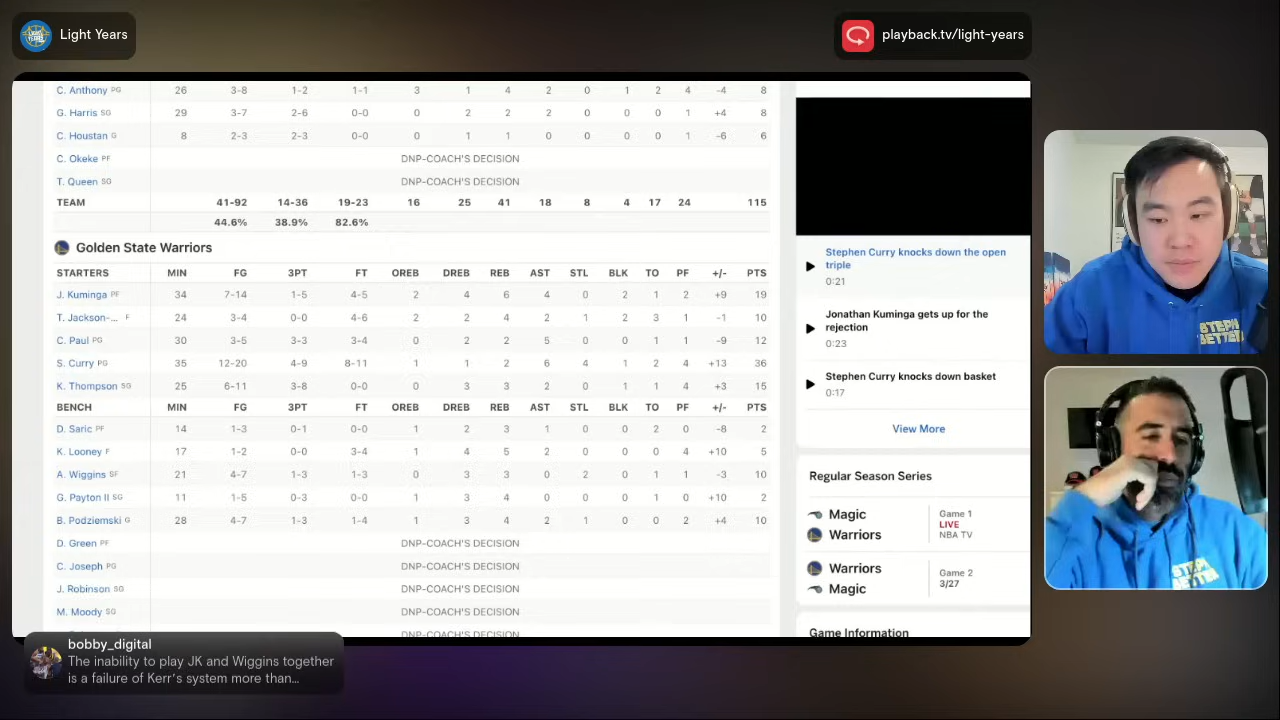 Light Years
playback.tv/light-years
C. Anthony PG 26 3-8 1-2 1-1 3 1 4 2 0 1 2 4 -4 8
G. Harris SG 29 3-7 2-6 0-0 0 2 2 2 0 0 0 1 +4 8
C. Houstan G 8 2-3 2-3 0-0 0 1 1 0 0 0 0 1 -6 6
C. Okeke PF DNP-COACH'S DECISION
T. Queen SG DNP-COACH'S DECISION
TEAM 41-92 14-36 19-23 16 25 41 18 8 4 17 24 115
44.6% 38.9% 82.6%
Golden State Warriors
STARTERS MIN FG 3PT FT OREB DREB REB AST STL BLK TO PF +/- PTS
J. Kuminga PF 34 7-14 1-5 4-5 2 4 6 4 0 2 1 2 +9 19
T. Jackson-... F 24 3-4 0-0 4-6 2 2 4 2 1 2 3 1 -1 10
C. Paul PG 30 3-5 3-3 3-4 0 2 2 5 0 0 1 1 -9 12
S. Curry PG 35 12-20 4-9 8-11 1 1 2 6 4 1 2 4 +13 36
K. Thompson SG 25 6-11 3-8 0-0 0 3 3 2 0 1 1 4 +3 15
BENCH MIN FG 3PT FT OREB DREB REB AST STL BLK TO PF +/- PTS
D. Saric PF 14 1-3 0-1 0-0 1 2 3 1 0 0 2 0 -8 2
K. Looney F 17 1-2 0-0 3-4 1 4 5 2 0 0 0 4 +10 5
A. Wiggins SF 21 4-7 1-3 1-3 0 3 3 0 2 0 1 1 -3 10
G. Payton II SG 11 1-5 0-3 0-0 1 3 4 0 0 0 1 0 +10 2
B. Podziemski G 28 4-7 1-3 1-4 1 3 4 2 1 0 0 2 +4 10
D. Green PF DNP-COACH'S DECISION
C. Joseph PG DNP-COACH'S DECISION
J. Robinson SG DNP-COACH'S DECISION
M. Moody SG DNP-COACH'S DECISION
DNP-COACH'S DECISION
Stephen Curry knocks down the open
triple
0:21
Jonathan Kuminga gets up for the
rejection
0:23
Stephen Curry knocks down basket
0:17
View More
Regular Season Series
Magic
Warriors
Game 1
LIVE
NBA TV
Warriors
Magic
Game 2
3/27
Game Information
STEPH
BETTER
STEPH
BETTER
bobby_digital
The inability to play JK and Wiggins together
is a failure of Kerr's system more than...